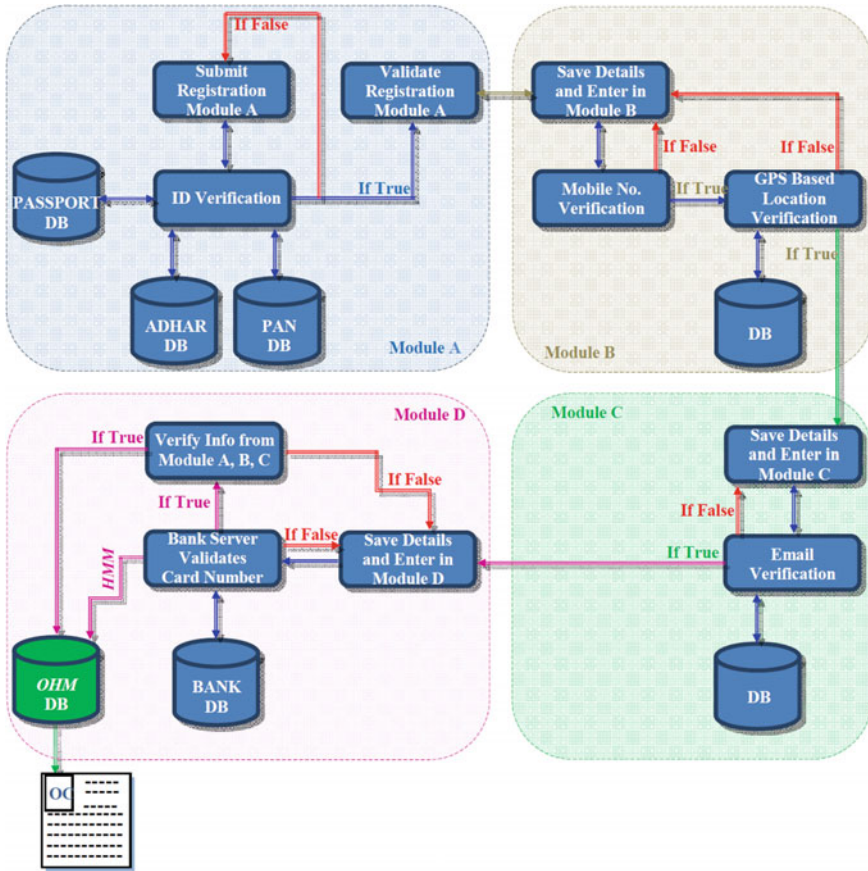 If False
Submit
Registration
Module A
Validate
Registration
Module A
ID Verification
If True
PASSPORT
DB
ADHAR
DB
PAN
DB
Module A
Save Details
and Enter in
Module B
If False
If False
Mobile No.
Verification
If True
GPS Based
Location
Verification
If True
DB
Module B
Module D
If True
Verify Info from
Module A, B, C
If False
If True
Bank Server
Validates
Card Number
If False
Save Details
and Enter in
Module D
HMM
OHM
DB
BANK
DB
Module C
Save Details
and Enter in
Module C
If False
If True
Email
Verification
DB